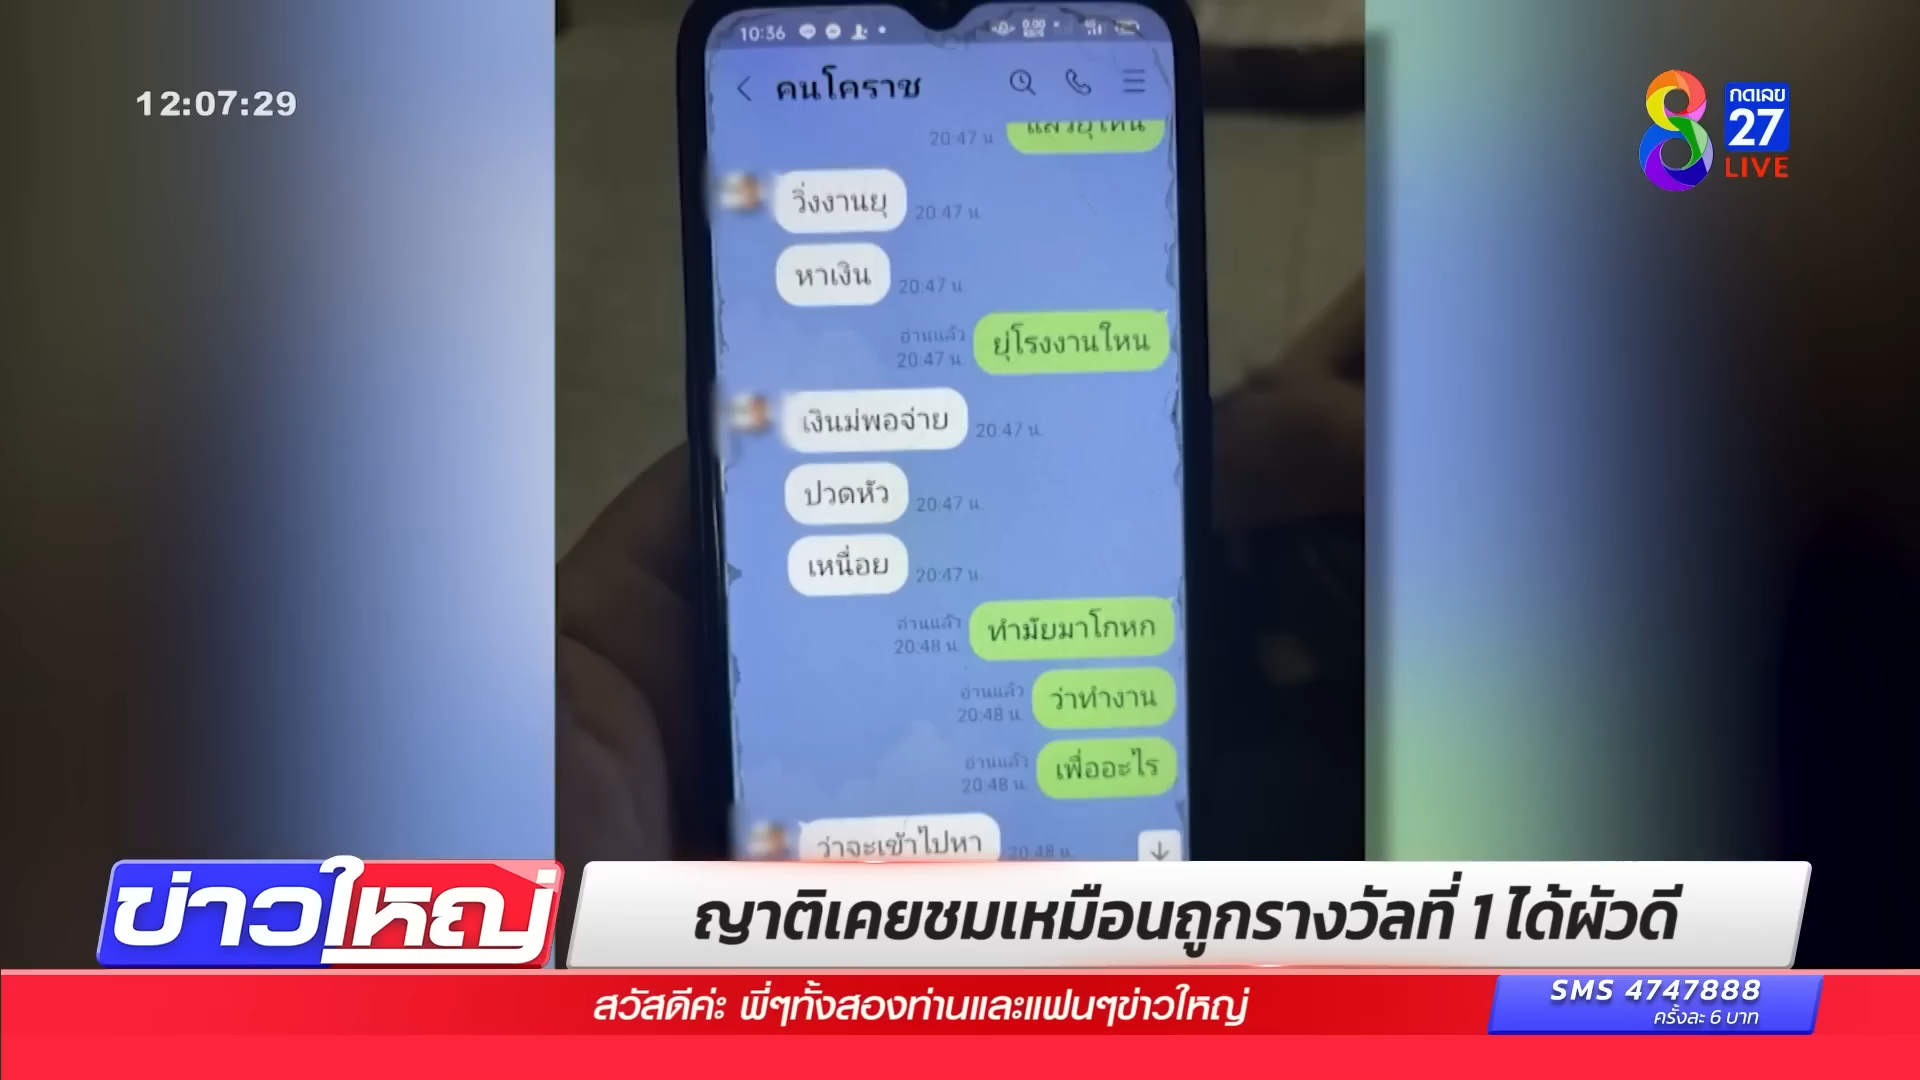 12:07:29
10:36
คนโคราช
20:47 น.
วิ่งงานยุ
20:47 น.
หาเงิน
20:47 น.
ยุ่โรงงานใหน
อ่านแล้ว
20:47 น.
เงินม่พอจ่าย
20:47 น.
ปวดหัว
20:47 น.
เหนื่อย
20:47 น.
ทำมัยมาโกหก
อ่านแล้ว
20:48 น.
ว่าทำงาน
อ่านแล้ว
20:48 น.
เพื่ออะไร
อ่านแล้ว
20:48 น.
ว่าจะเข้าไปหา
20:48 น.
8
กดเลข
27
LIVE
ข่าวใหญ่
ญาติเคยชมเหมือนถูกรางวัลที่ 1 ได้ผัวดี
สวัสดีค่ะ พี่ๆทั้งสองท่านและแฟนๆข่าวใหญ่
SMS 4747888
ครั้งละ 6 บาท